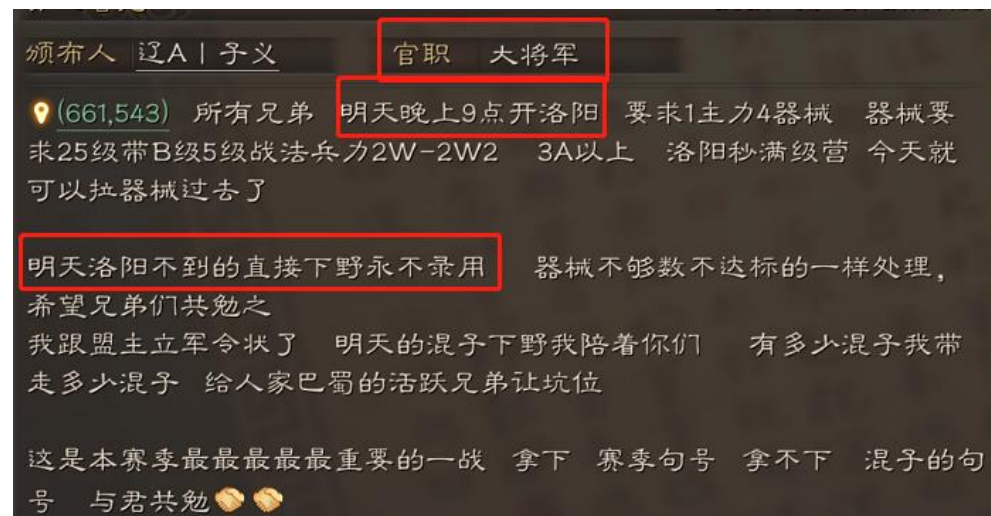 颁布人 辽A丨子义 官职 大将军
(661,543) 所有兄弟 明天晚上9点开洛阳 要求1主力4器械 器械要
求25级带B级5级战法兵力2W-2W2 3A以上 洛阳秒满级营 今天就
可以拉器械过去了
明天洛阳不到的直接下野永不录用 器械不够数不达标的一样处理，
希望兄弟们共勉之
我跟盟主立军令状了 明天的混子下野我陪着你们 有多少混子我带
走多少混子 给人家巴蜀的活跃兄弟让坑位
这是本赛季最最最最最重要的一战 拿下 赛季句号 拿不下 混子的句
号 与君共勉🤝🤝